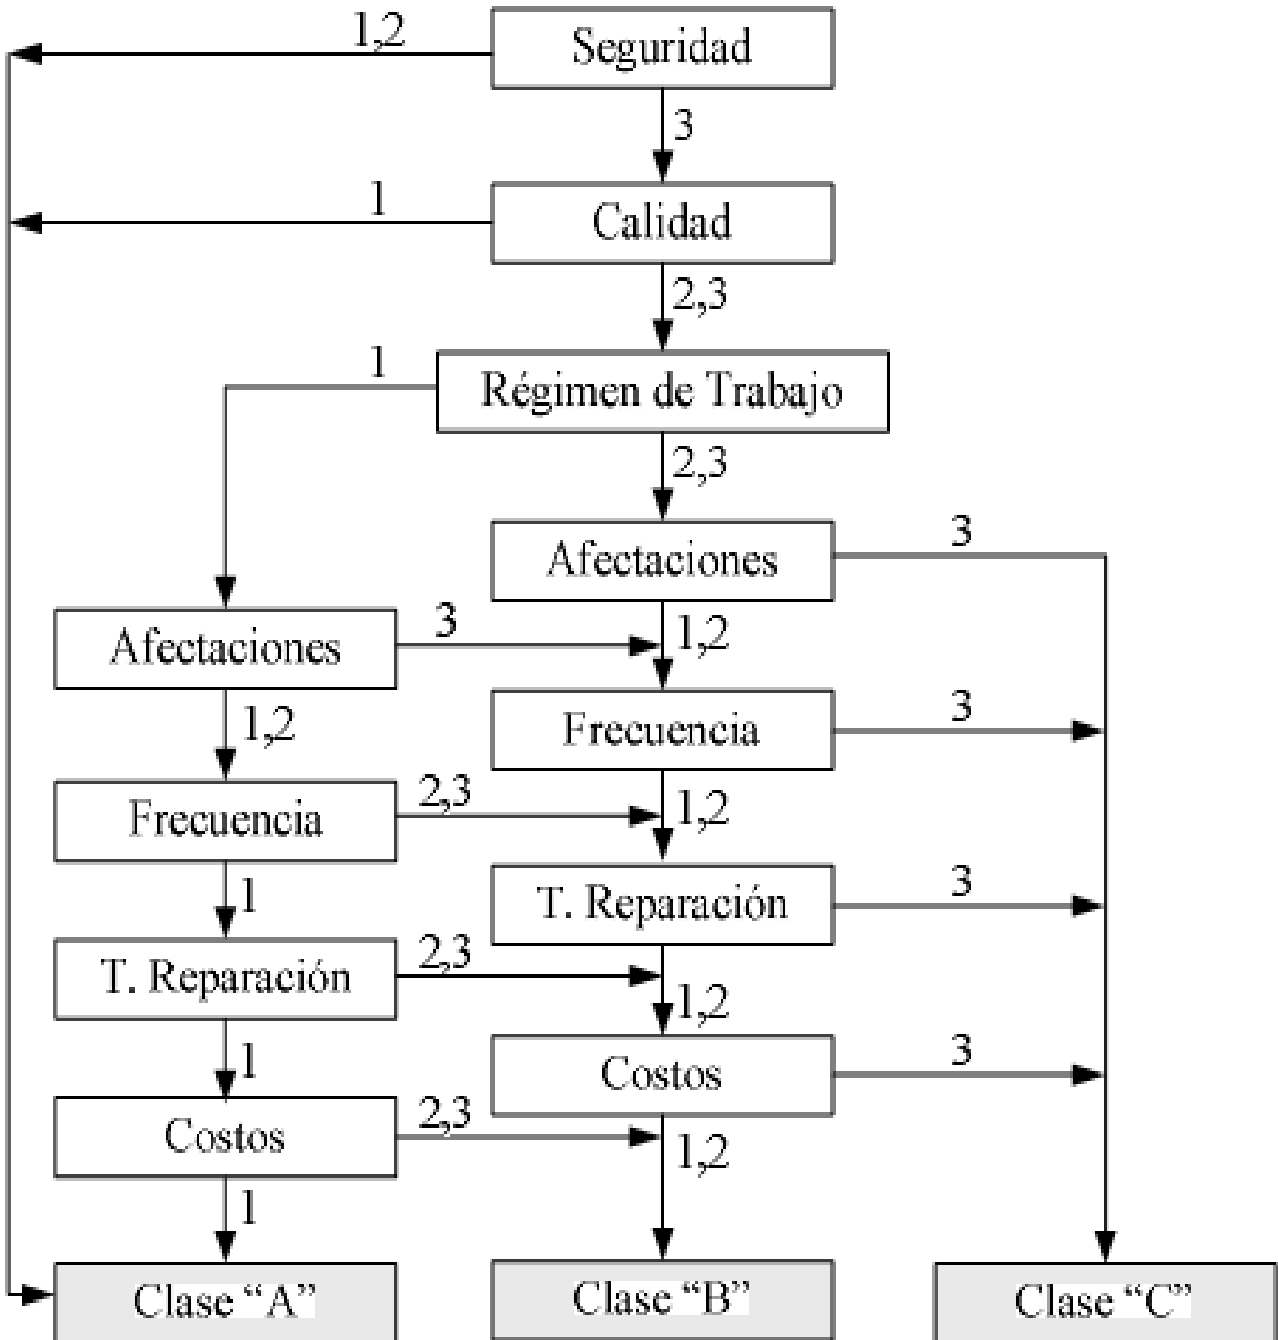 1,2
Seguridad
3
1
Calidad
2,3
1
Régimen de Trabajo
2,3
Afectaciones
3
Afectaciones
3
1,2
1,2
Frecuencia
3
Frecuencia
2,3
1,2
1
T. Reparación
3
T. Reparación
2,3
1,2
1
Costos
3
Costos
2,3
1,2
1
Clase “A”
Clase “B”
Clase “C”